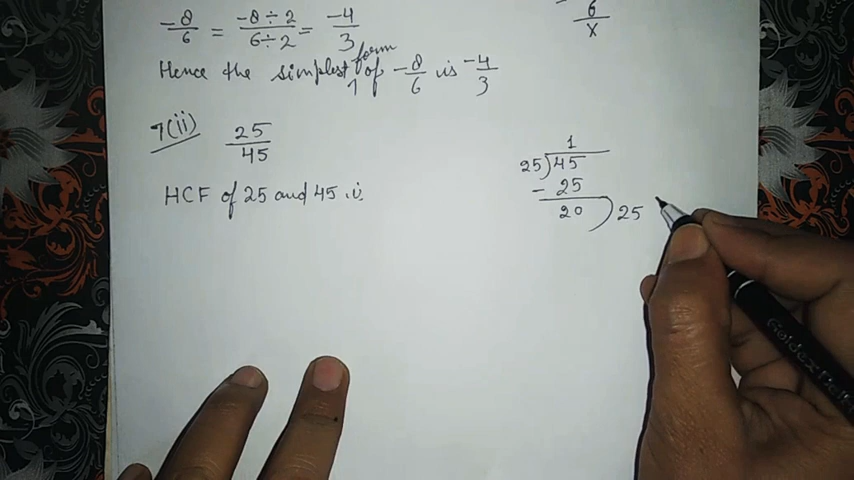 -8/6 = -8÷2/6÷2 = -4/3
6/x
Hence the simplest form of -8/6 is -4/3
7(ii) 25/45
HCF of 25 and 45 is
1
25)45
- 25
20)25